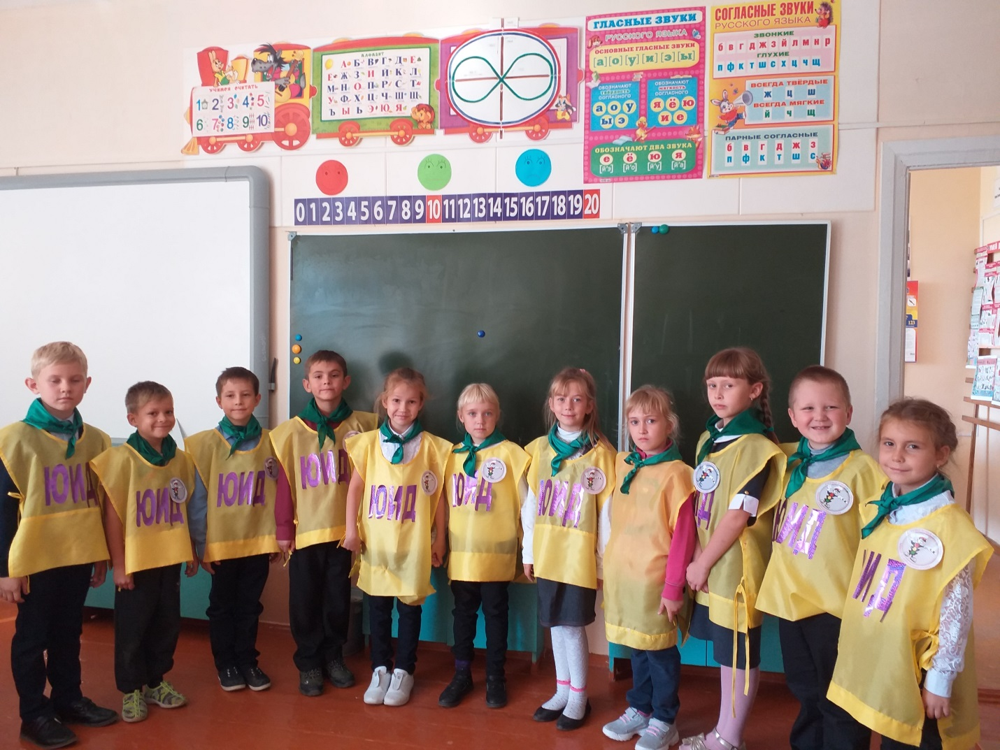 УЧИМСЯ СЧИТАТЬ
1 2 3 4 5
6 7 8 9 10
АЛФАВИТ
А Б В Г Д Е
Ё Ж З И Й К Л
М Н О П Р С Т
У Ф Х Ц Ч Ш Щ
Ъ Ы Ь Э Ю Я
ГЛАСНЫЕ ЗВУКИ
РУССКОГО ЯЗЫКА
ОСНОВНЫЕ ГЛАСНЫЕ ЗВУКИ
[а][о][у][и][э][ы]
ОБОЗНАЧАЮТ
ТВЁРДОСТЬ
СОГЛАСНОГО
а о у
ы э
ОБОЗНАЧАЮТ
МЯГКОСТЬ
СОГЛАСНОГО
я ё ю
и е
ОБОЗНАЧАЮТ ДВА ЗВУКА
е ё ю я
[й'э] [й'о] [й'у] [й'а]
СОГЛАСНЫЕ ЗВУКИ
РУССКОГО ЯЗЫКА
ЗВОНКИЕ
б в г д ж з й л м н р
ГЛУХИЕ
п ф к т ш с х ц ч щ
ВСЕГДА ТВЁРДЫЕ
ж ц ш
ВСЕГДА МЯГКИЕ
й ч щ
ПАРНЫЕ СОГЛАСНЫЕ
б в г д ж з
п ф к т ш с
0 1 2 3 4 5 6 7 8 9 10 11 12 13 14 15 16 17 18 19 20
123
ЮИД
ЮИД
ЮИД
ЮИД
ЮИД
ЮИД
ЮИД
Д
ЮИД
ИД